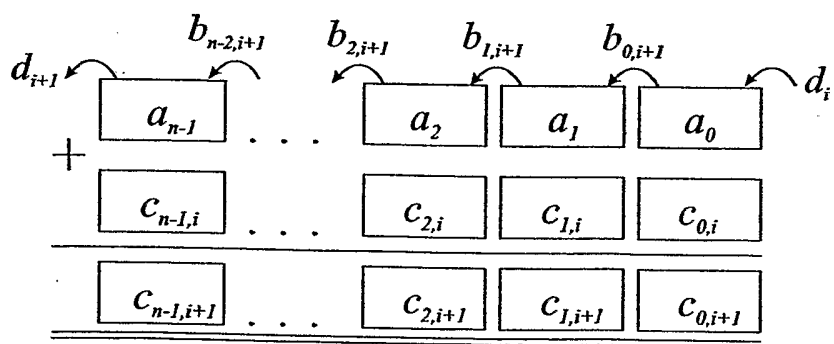 b_{n-2,i+1} b_{2,i+1} b_{1,i+1} b_{0,i+1}
d_{i+1} d_i
a_{n-1} . . . a_2 a_1 a_0
+
c_{n-1,i} . . . c_{2,i} c_{1,i} c_{0,i}
c_{n-1,i+1} . . . c_{2,i+1} c_{1,i+1} c_{0,i+1}